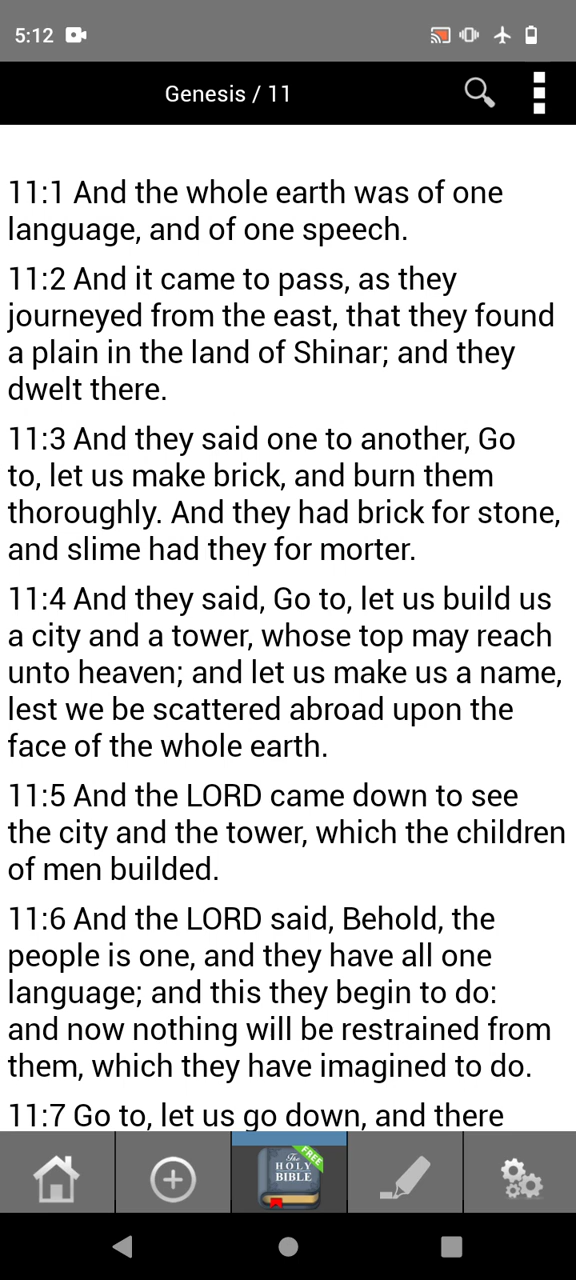 5:12
Genesis / 11
11:1 And the whole earth was of one
language, and of one speech.
11:2 And it came to pass, as they
journeyed from the east, that they found
a plain in the land of Shinar; and they
dwelt there.
11:3 And they said one to another, Go
to, let us make brick, and burn them
thoroughly. And they had brick for stone,
and slime had they for morter.
11:4 And they said, Go to, let us build us
a city and a tower, whose top may reach
unto heaven; and let us make us a name,
lest we be scattered abroad upon the
face of the whole earth.
11:5 And the LORD came down to see
the city and the tower, which the children
of men builded.
11:6 And the LORD said, Behold, the
people is one, and they have all one
language; and this they begin to do:
and now nothing will be restrained from
them, which they have imagined to do.
11:7 Go to, let us go down, and there
FREE
The
HOLY
BIBLE